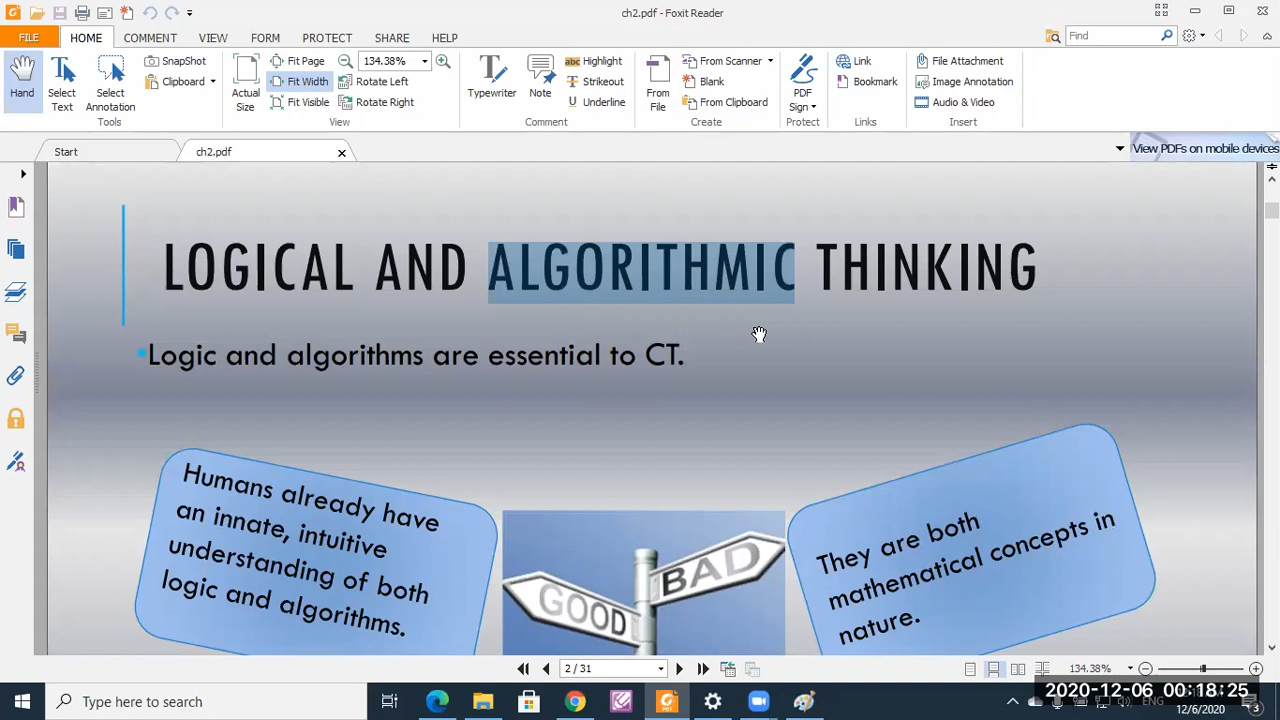 ch2.pdf - Foxit Reader
FILE HOME COMMENT VIEW FORM PROTECT SHARE HELP
Find
Hand
Select Text
Select Annotation
SnapShot
Clipboard
Tools
Actual Size
Fit Page
Fit Width
Fit Visible
134.38%
Rotate Left
Rotate Right
View
Typewriter
Note
Highlight
Strikeout
Underline
Comment
From File
From Scanner
Blank
From Clipboard
Create
PDF Sign
Protect
Link
Bookmark
Links
File Attachment
Image Annotation
Audio & Video
Insert
Start
ch2.pdf
View PDFs on mobile devices
LOGICAL AND ALGORITHMIC THINKING
•Logic and algorithms are essential to CT.
Humans already have
an innate, intuitive
understanding of both
logic and algorithms.
GOOD
BAD
They are both
mathematical concepts in
nature.
2 / 31
134.38%
Type here to search
2020-12-06 00:18:25
12/6/2020
3